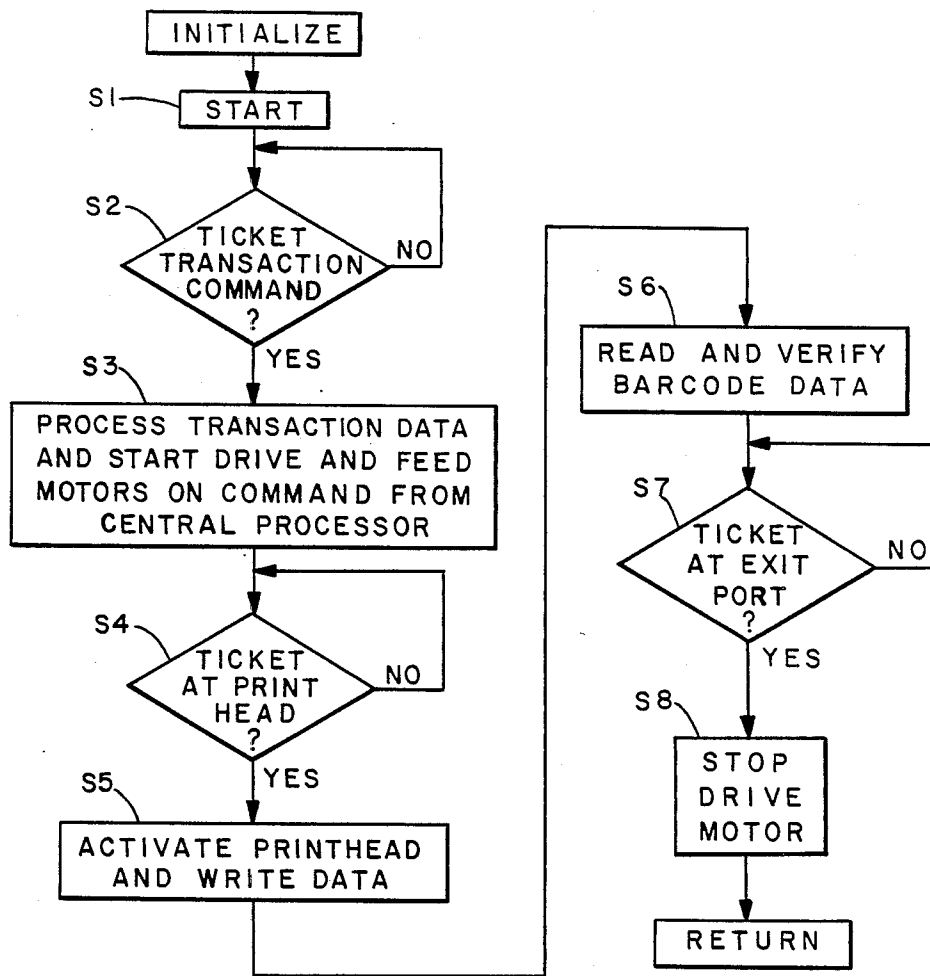 INITIALIZE
S1
START
S2
TICKET
TRANSACTION
COMMAND
?
NO
YES
S3
PROCESS TRANSACTION DATA
AND START DRIVE AND FEED
MOTORS ON COMMAND FROM
CENTRAL PROCESSOR
S4
TICKET
AT PRINT
HEAD
?
NO
YES
S5
ACTIVATE PRINTHEAD
AND WRITE DATA
S6
READ AND VERIFY
BARCODE DATA
S7
TICKET
AT EXIT
PORT
?
NO
YES
S8
STOP
DRIVE
MOTOR
RETURN